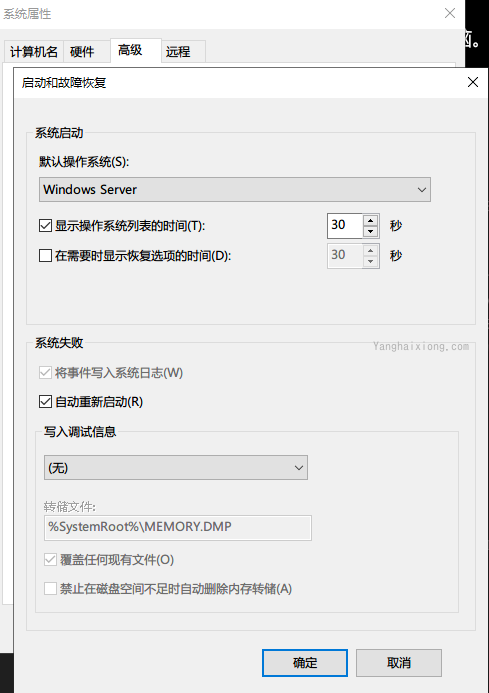 系统属性
计算机名 硬件 高级 远程
脑。
启动和故障恢复
系统启动
默认操作系统(S):
Windows Server
显示操作系统列表的时间(T): 30 秒
在需要时显示恢复选项的时间(D): 30 秒
系统失败
Yanghaixiong.com
将事件写入系统日志(W)
自动重新启动(R)
写入调试信息
(无)
转储文件:
%SystemRoot%\MEMORY.DMP
覆盖任何现有文件(O)
禁止在磁盘空间不足时自动删除内存转储(A)
确定 取消